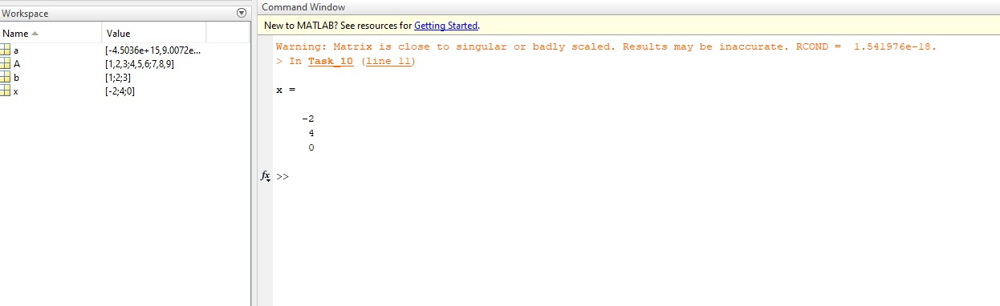 Workspace
Name Value
a [-4.5036e+15,9.0072e...
A [1,2,3;4,5,6;7,8,9]
b [1;2;3]
x [-2;4;0]
Command Window
New to MATLAB? See resources for Getting Started.
Warning: Matrix is close to singular or badly scaled. Results may be inaccurate. RCOND = 1.541976e-18.
> In Task_10 (line 11)
x =
-2
4
0
fx >>